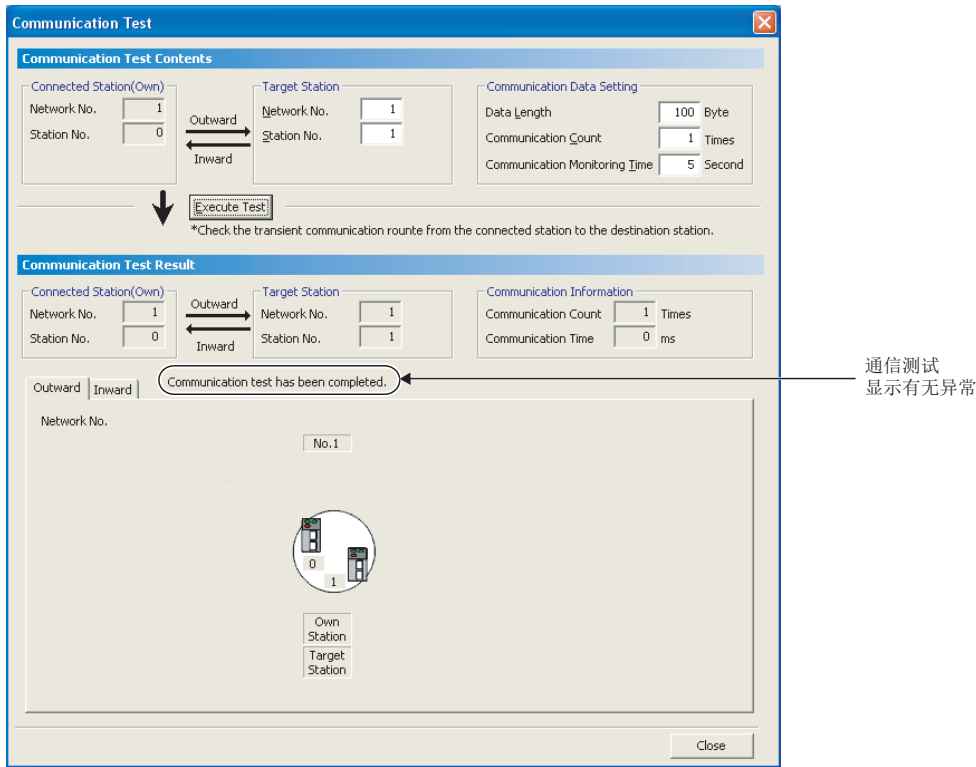 Communication Test
Communication Test Contents
Connected Station(Own)
Network No. 1
Station No. 0
Outward
Inward
Target Station
Network No. 1
Station No. 1
Communication Data Setting
Data Length 100 Byte
Communication Count 1 Times
Communication Monitoring Time 5 Second
Execute Test
*Check the transient communication rounte from the connected station to the destination station.
Communication Test Result
Connected Station(Own)
Network No. 1
Station No. 0
Outward
Inward
Target Station
Network No. 1
Station No. 1
Communication Information
Communication Count 1 Times
Communication Time 0 ms
Outward Inward
Communication test has been completed.
通信测试
显示有无异常
Network No.
No.1
0
1
Own
Station
Target
Station
Close